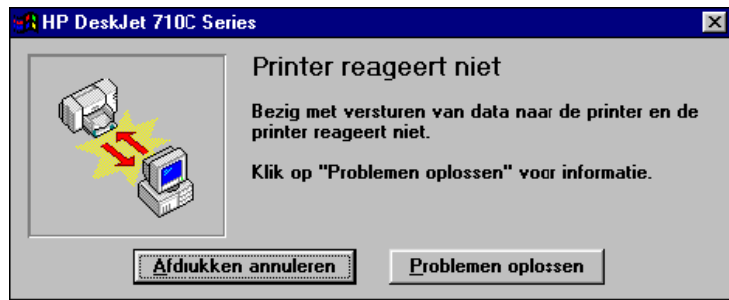 HP DeskJet 710C Series
Printer reageert niet
Bezig met versturen van data naar de printer en de
printer reageert niet.
Klik op "Problemen oplossen" voor informatie.
Afdrukken annuleren
Problemen oplossen